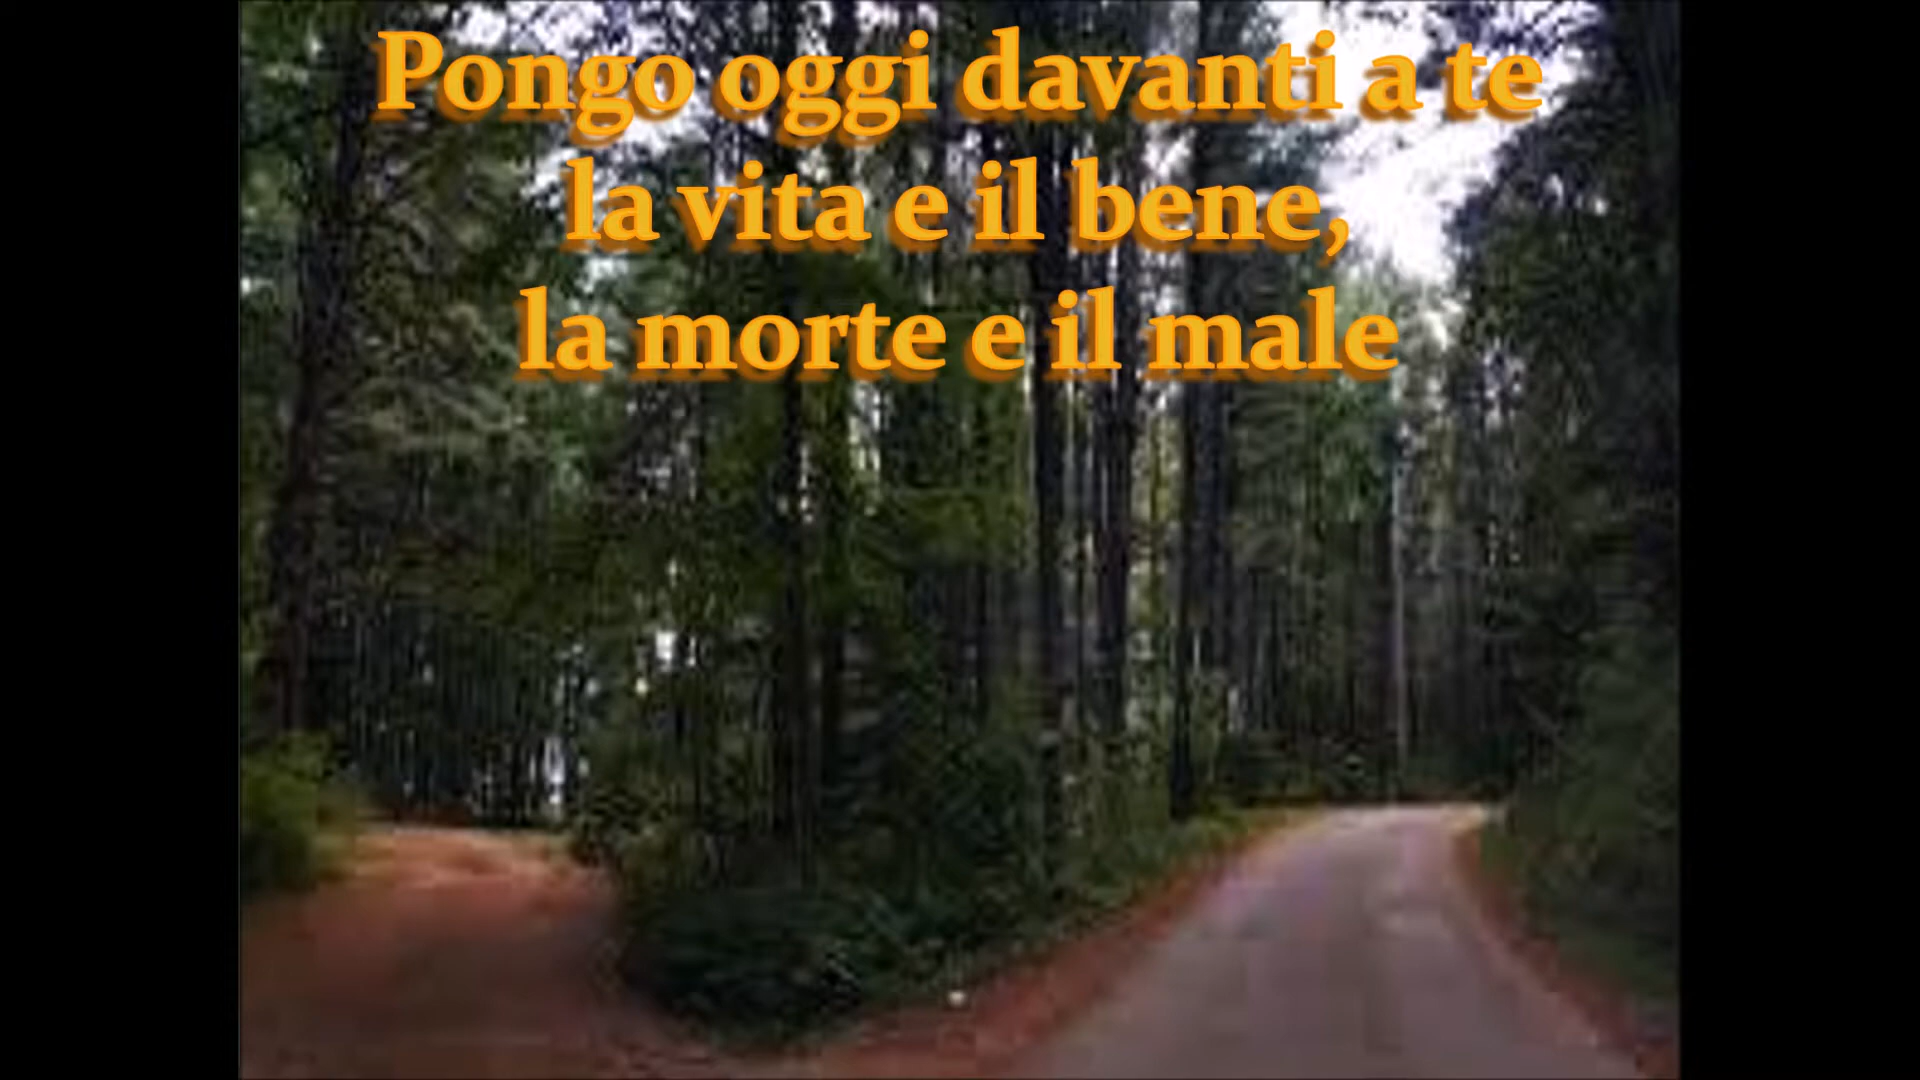 Pongo oggi davanti a te
la vita e il bene,
la morte e il male